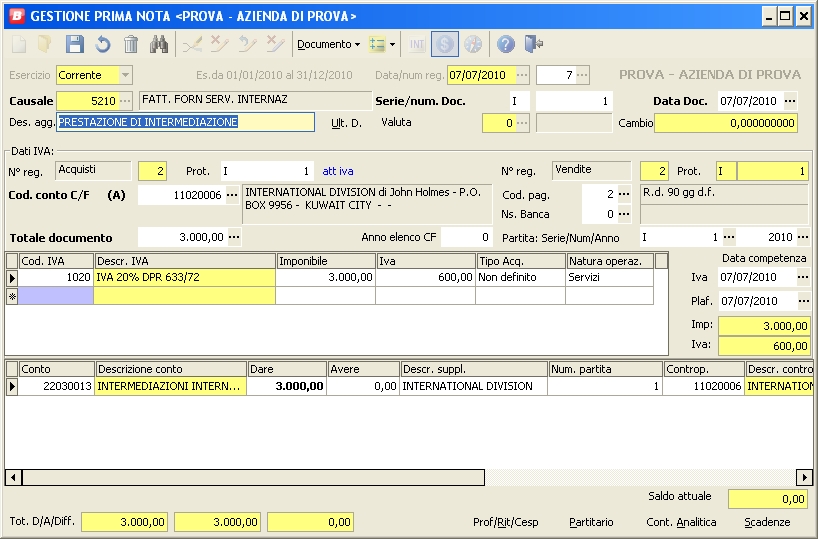 B GESTIONE PRIMA NOTA <PROVA - AZIENDA DI PROVA>
Documento INT $ ?
Esercizio Corrente ... Es.da 01/01/2010 al 31/12/2010 Data/num reg. 07/07/2010 ... 7 ... PROVA - AZIENDA DI PROVA
Causale 5210 ... FATT. FORN SERV. INTERNAZ Serie/num. Doc. I 1 Data Doc. 07/07/2010 ...
Des. agg. PRESTAZIONE DI INTERMEDIAZIONE Ult. D. Valuta 0 ... Cambio 0,000000000
Dati IVA:
N° reg. Acquisti 2 Prot. I 1 att iva N° reg. Vendite 2 Prot. I 1
Cod. conto C/F (A) 11020006 ... INTERNATIONAL DIVISION di John Holmes - P.O. Cod. pag. 2 ... R.d. 90 gg d.f.
BOX 9956 - KUWAIT CITY - - Ns. Banca 0 ...
Totale documento 3.000,00 ... Anno elenco CF 0 Partita: Serie/Num/Anno I 1 ... 2010 ...
Cod. IVA Descr. IVA Imponibile Iva Tipo Acq. Natura operaz. Data competenza
1020 IVA 20% DPR 633/72 3.000,00 600,00 Non definito Servizi Iva 07/07/2010 ...
Plaf. 07/07/2010 ...
Imp: 3.000,00
Iva: 600,00
Conto Descrizione conto Dare Avere Descr. suppl. Num. partita Controp. Descr. contro
22030013 INTERMEDIAZIONI INTERN... 3.000,00 0,00 INTERNATIONAL DIVISION 1 11020006 INTERNATION
Saldo attuale 0,00
Tot. D/A/Diff. 3.000,00 3.000,00 0,00 Prof/Rit/Cesp Partitario Cont. Analitica Scadenze